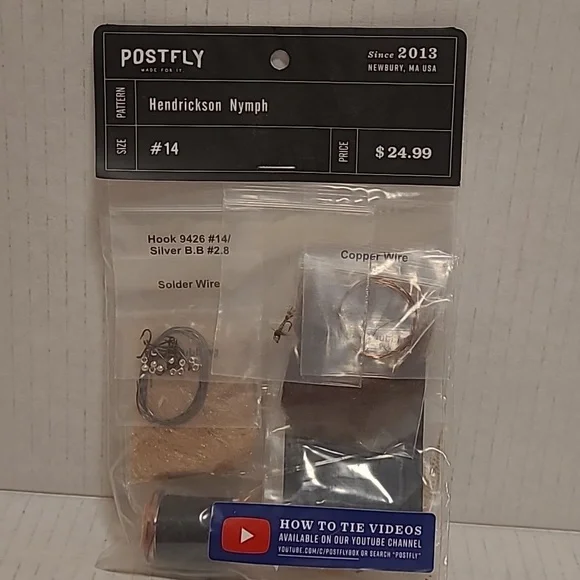 POSTFLY
MADE FOR IT
Since 2013
NEWBURY, MA USA
PATTERN
Hendrickson Nymph
SIZE
#14
PRICE
$24.99
Hook 9426 #14/
Silver B.B #2.8
Solder Wire
Copper Wire
HOW TO TIE VIDEOS
AVAILABLE ON OUR YOUTUBE CHANNEL
YOUTUBE.COM/C/POSTFLYBOX OR SEARCH "POSTFLY"